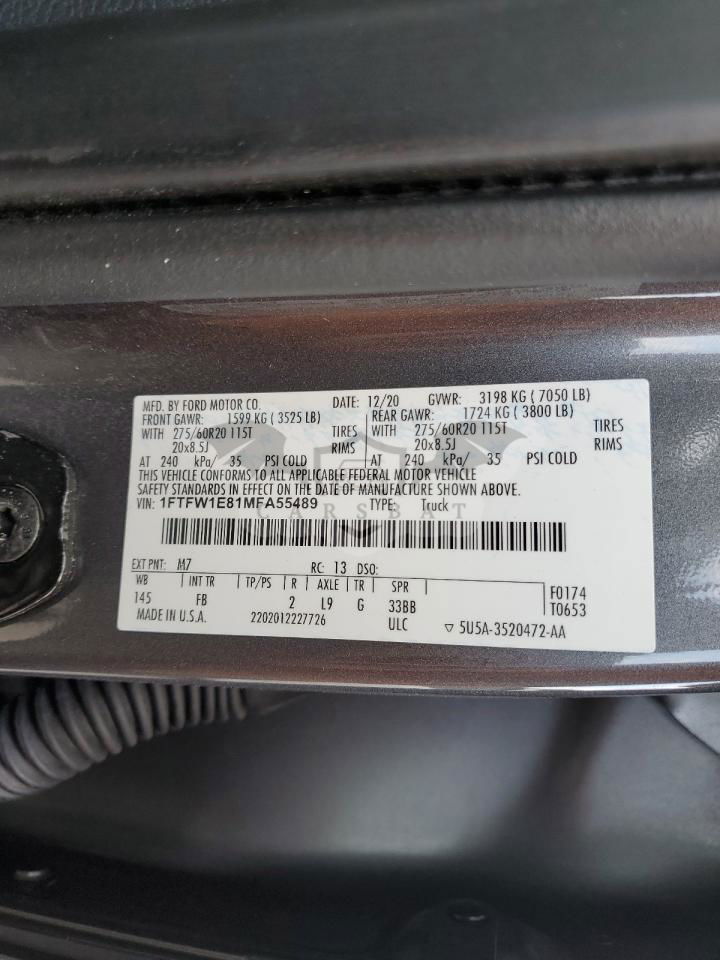 MFD. BY FORD MOTOR CO. DATE: 12/20 GVWR: 3198 KG ( 7050 LB)
FRONT GAWR: 1599 KG ( 3525 LB) REAR GAWR: 1724 KG ( 3800 LB)
WITH 275/60R20 115T TIRES WITH 275/60R20 115T TIRES
20x8.5J RIMS 20x8.5J RIMS
AT 240 kPa/ 35 PSI COLD AT 240 kPa/ 35 PSI COLD
THIS VEHICLE CONFORMS TO ALL APPLICABLE FEDERAL MOTOR VEHICLE
SAFETY STANDARDS IN EFFECT ON THE DATE OF MANUFACTURE SHOWN ABOVE.
VIN: 1FTFW1E81MFA55489 TYPE: Truck
CARSBAT
EXT PNT: M7 RC: 13 DSO:
WB INT TR TP/PS R AXLE TR SPR F0174
145 FB 2 L9 G 33BB T0653
MADE IN U.S.A. 2202012227726 ULC ▽ 5U5A-3520472-AA